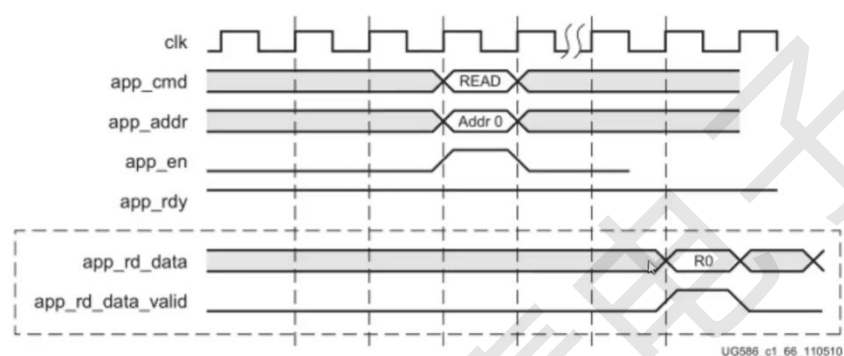 clk
app_cmd READ
app_addr Addr 0
app_en
app_rdy
app_rd_data R0
app_rd_data_valid
UG586_c1_66_110510